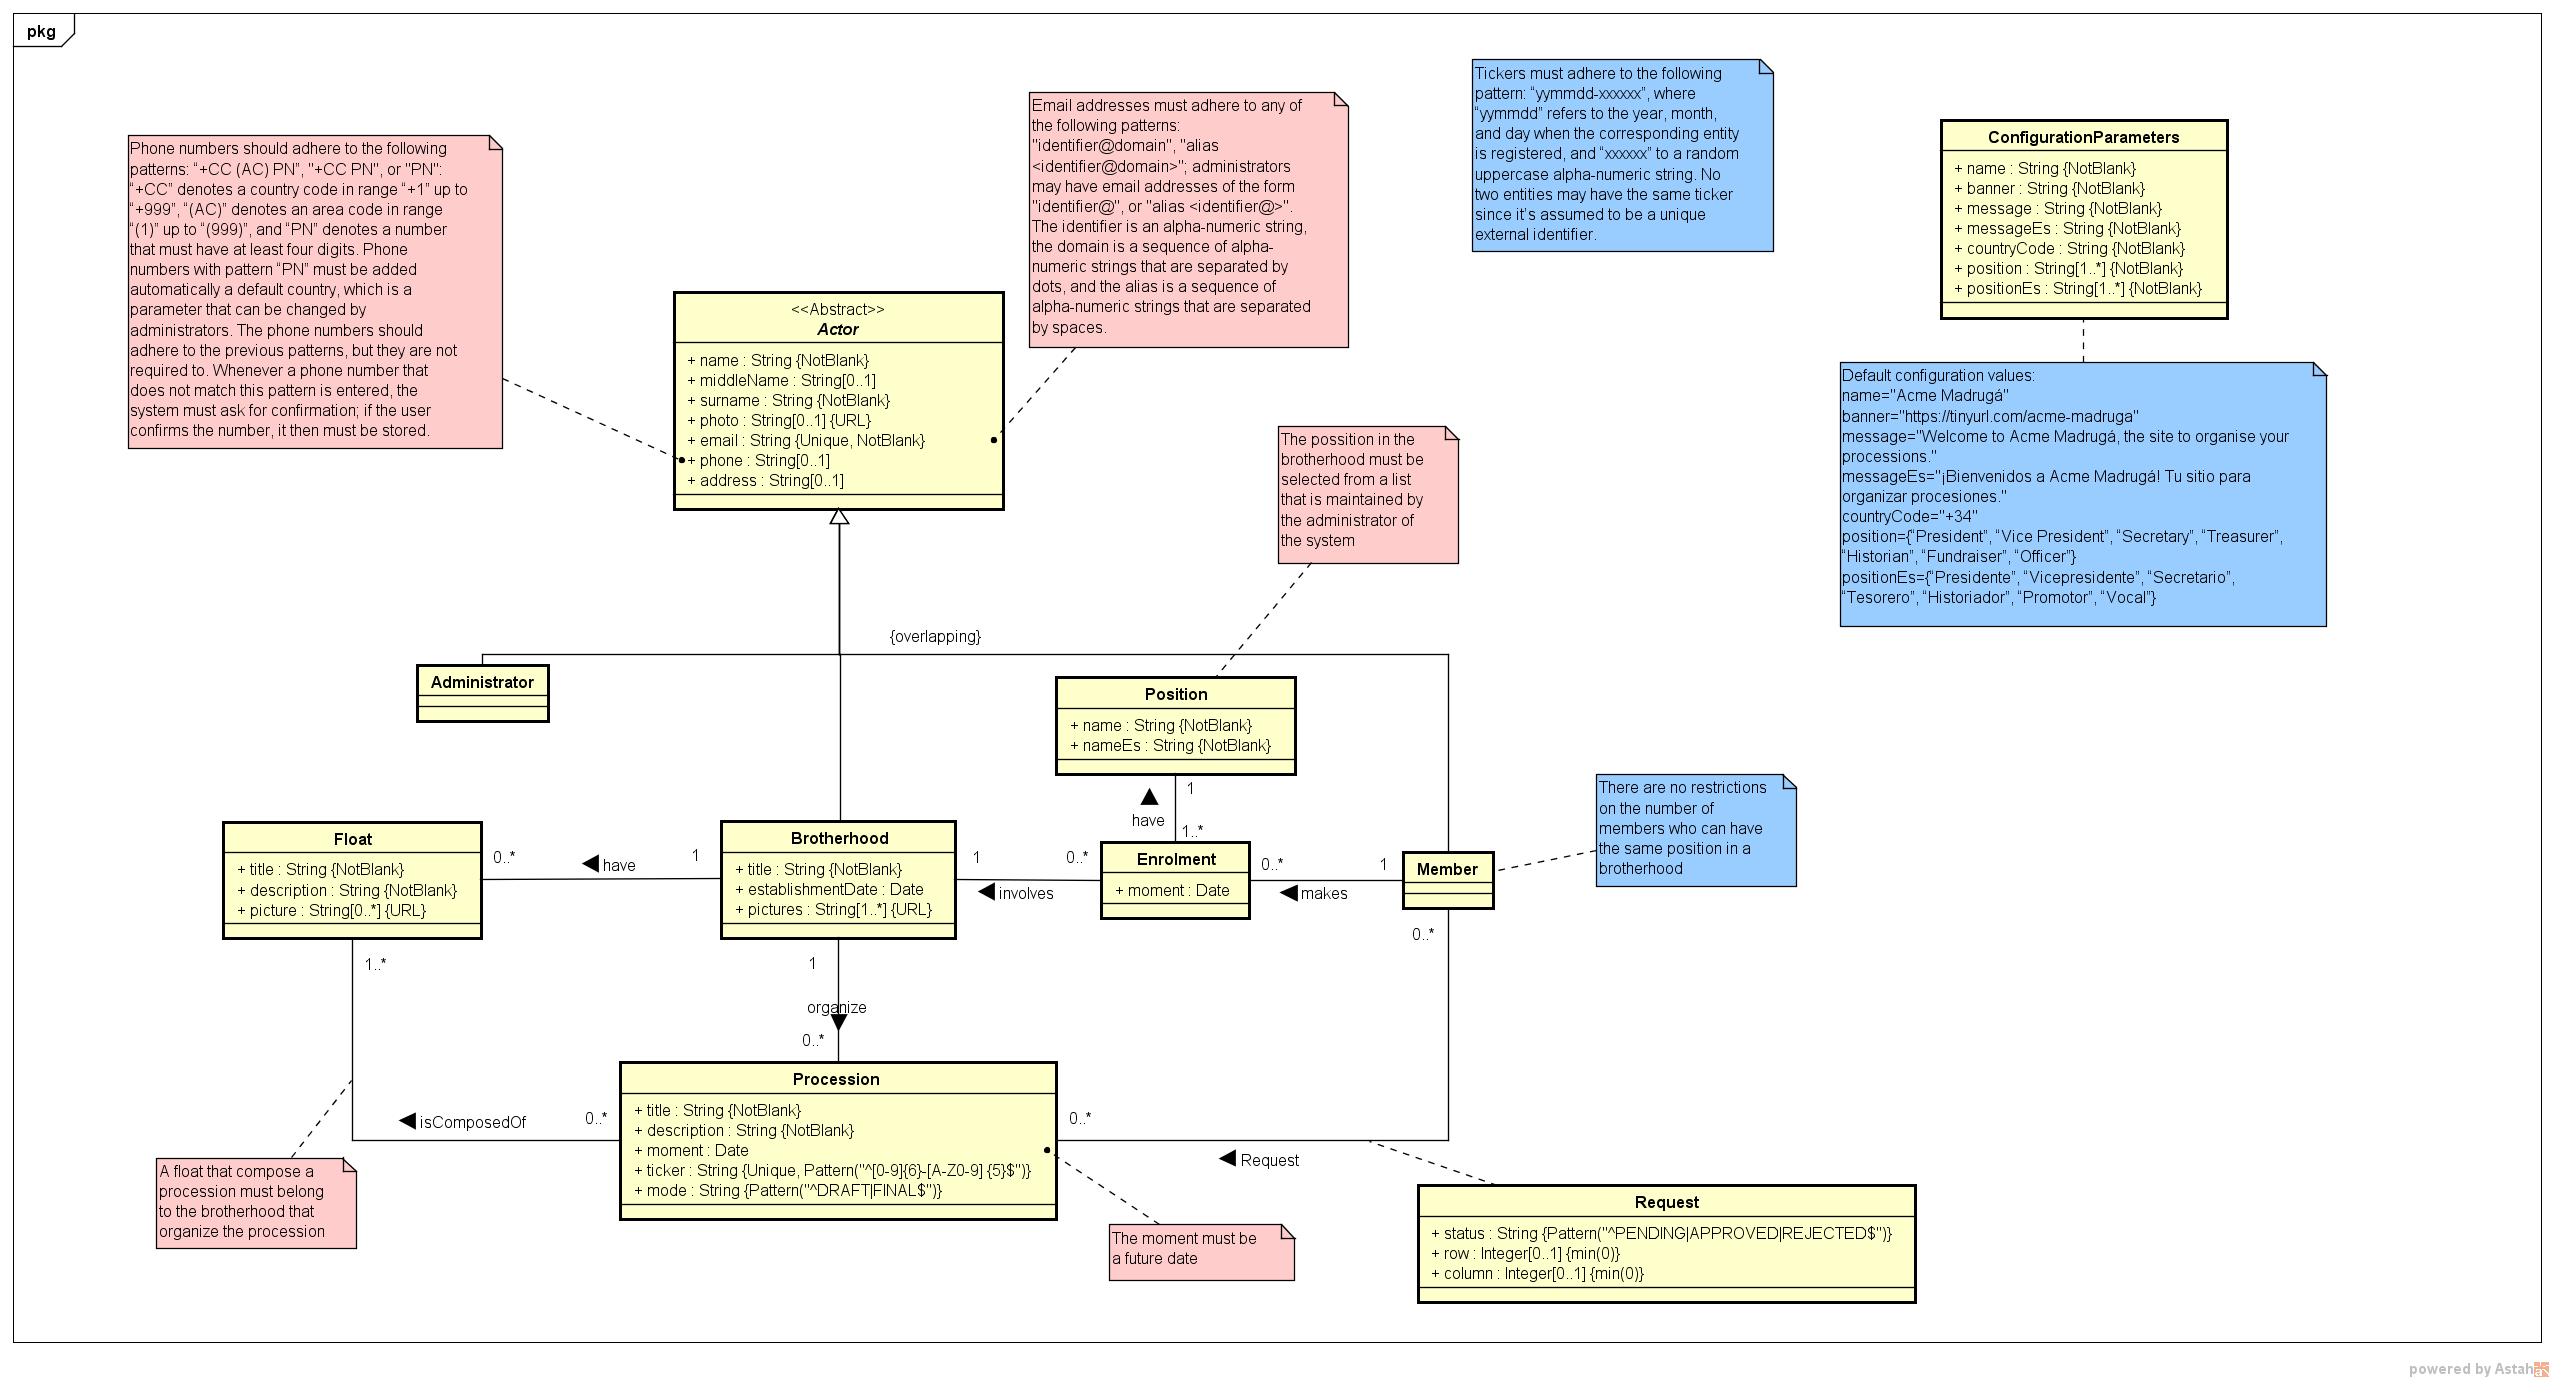 pkg
Phone numbers should adhere to the following
patterns: “+CC (AC) PN”, "+CC PN", or "PN":
“+CC” denotes a country code in range “+1” up to
“+999”, “(AC)” denotes an area code in range
“(1)” up to “(999)”, and “PN” denotes a number
that must have at least four digits. Phone
numbers with pattern “PN” must be added
automatically a default country, which is a
parameter that can be changed by
administrators. The phone numbers should
adhere to the previous patterns, but they are not
required to. Whenever a phone number that
does not match this pattern is entered, the
system must ask for confirmation; if the user
confirms the number, it then must be stored.
Email addresses must adhere to any of
the following patterns:
"identifier@domain", "alias
<identifier@domain>"; administrators
may have email addresses of the form
"identifier@", or "alias <identifier@>".
The identifier is an alpha-numeric string,
the domain is a sequence of alpha-
numeric strings that are separated by
dots, and the alias is a sequence of
alpha-numeric strings that are separated
by spaces.
Tickers must adhere to the following
pattern: “yymmdd-xxxxxx”, where
“yymmdd” refers to the year, month,
and day when the corresponding entity
is registered, and “xxxxxx” to a random
uppercase alpha-numeric string. No
two entities may have the same ticker
since it’s assumed to be a unique
external identifier.
ConfigurationParameters
+ name : String {NotBlank}
+ banner : String {NotBlank}
+ message : String {NotBlank}
+ messageEs : String {NotBlank}
+ countryCode : String {NotBlank}
+ position : String[1..*] {NotBlank}
+ positionEs : String[1..*] {NotBlank}
Default configuration values:
name="Acme Madrugá"
banner="https://tinyurl.com/acme-madruga"
message="Welcome to Acme Madrugá, the site to organise your
processions."
messageEs="¡Bienvenidos a Acme Madrugá! Tu sitio para
organizar procesiones."
countryCode="+34"
position={“President”, “Vice President”, “Secretary”, “Treasurer”,
“Historian”, “Fundraiser”, “Officer”}
positionEs={“Presidente”, “Vicepresidente”, “Secretario”,
“Tesorero”, “Historiador”, “Promotor”, “Vocal”}
<<Abstract>>
Actor
+ name : String {NotBlank}
+ middleName : String[0..1]
+ surname : String {NotBlank}
+ photo : String[0..1] {URL}
+ email : String {Unique, NotBlank}
+ phone : String[0..1]
+ address : String[0..1]
The possition in the
brotherhood must be
selected from a list
that is maintained by
the administrator of
the system
{overlapping}
Administrator
Position
+ name : String {NotBlank}
+ nameEs : String {NotBlank}
1
have
1..*
There are no restrictions
on the number of
members who can have
the same position in a
brotherhood
Float
+ title : String {NotBlank}
+ description : String {NotBlank}
+ picture : String[0..*] {URL}
0..*
have
1
Brotherhood
+ title : String {NotBlank}
+ establishmentDate : Date
+ pictures : String[1..*] {URL}
1
involves
0..*
Enrolment
+ moment : Date
0..*
makes
1
Member
0..*
1..*
1
organize
0..*
isComposedOf
0..*
Procession
+ title : String {NotBlank}
+ description : String {NotBlank}
+ moment : Date
+ ticker : String {Unique, Pattern("^[0-9]{6}-[A-Z0-9] {5}$")}
+ mode : String {Pattern("^DRAFT|FINAL$")}
0..*
Request
A float that compose a
procession must belong
to the brotherhood that
organize the procession
The moment must be
a future date
Request
+ status : String {Pattern("^PENDING|APPROVED|REJECTED$")}
+ row : Integer[0..1] {min(0)}
+ column : Integer[0..1] {min(0)}
powered by Astah